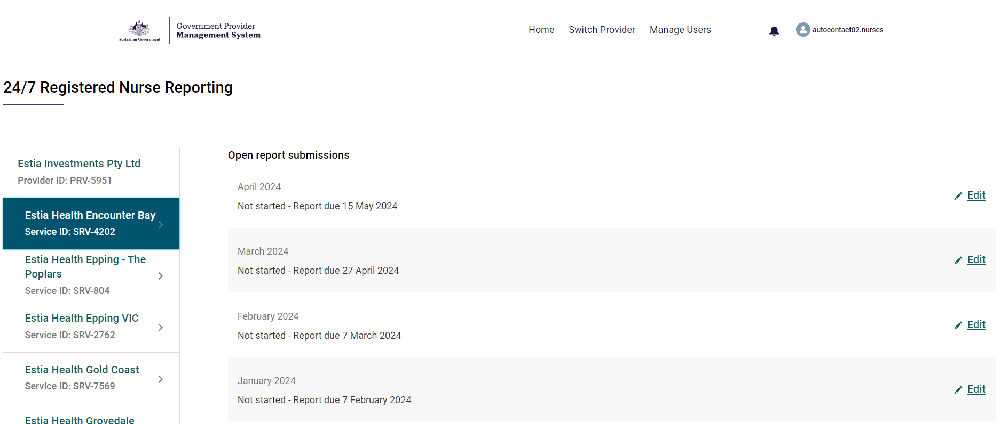 Australian Government
Government Provider
Management System
Home
Switch Provider
Manage Users
autocontact02.nurses
24/7 Registered Nurse Reporting
Estia Investments Pty Ltd
Provider ID: PRV-5951
Estia Health Encounter Bay
Service ID: SRV-4202
Estia Health Epping - The
Poplars
Service ID: SRV-804
Estia Health Epping VIC
Service ID: SRV-2762
Estia Health Gold Coast
Service ID: SRV-7569
Estia Health Grovedale
Open report submissions
April 2024
Not started - Report due 15 May 2024
Edit
March 2024
Not started - Report due 27 April 2024
Edit
February 2024
Not started - Report due 7 March 2024
Edit
January 2024
Not started - Report due 7 February 2024
Edit